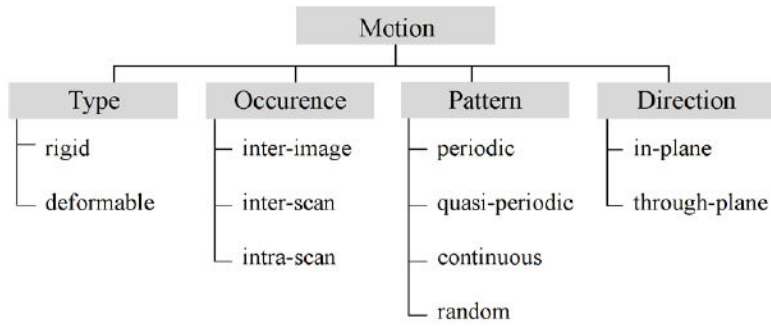 Motion
Type
rigid
deformable
Occurence
inter-image
inter-scan
intra-scan
Pattern
periodic
quasi-periodic
continuous
random
Direction
in-plane
through-plane